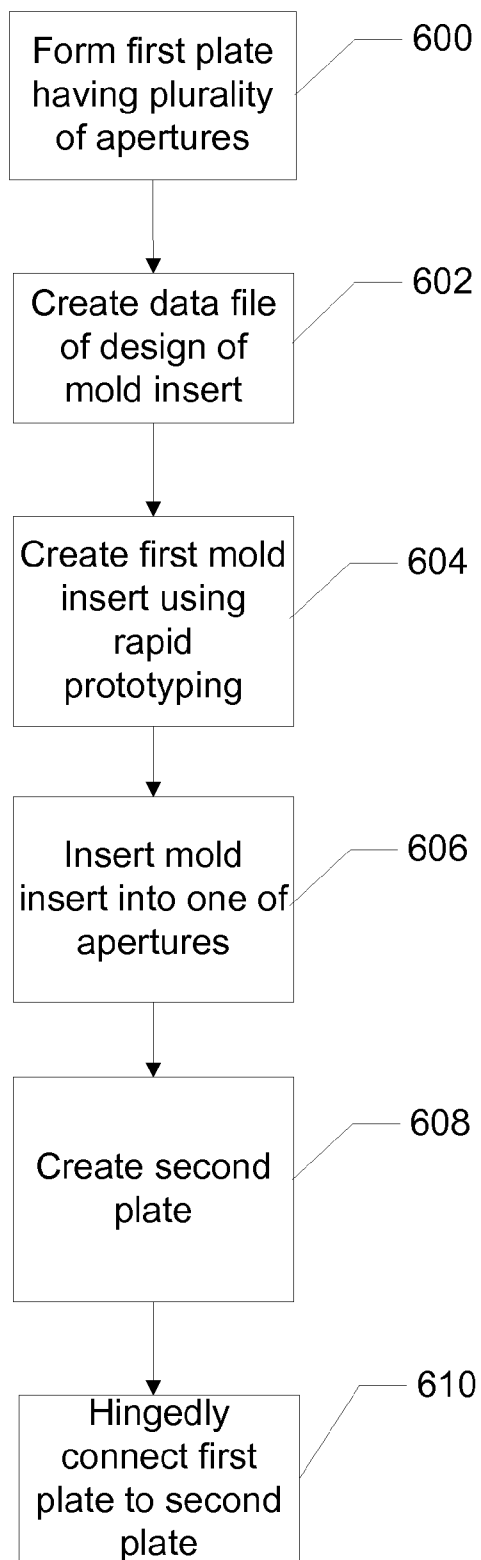 Form first plate
having plurality
of apertures
600
Create data file
of design of
mold insert
602
Create first mold
insert using
rapid
prototyping
604
Insert mold
insert into one of
apertures
606
Create second
plate
608
Hingedly
connect first
plate to second
plate
610